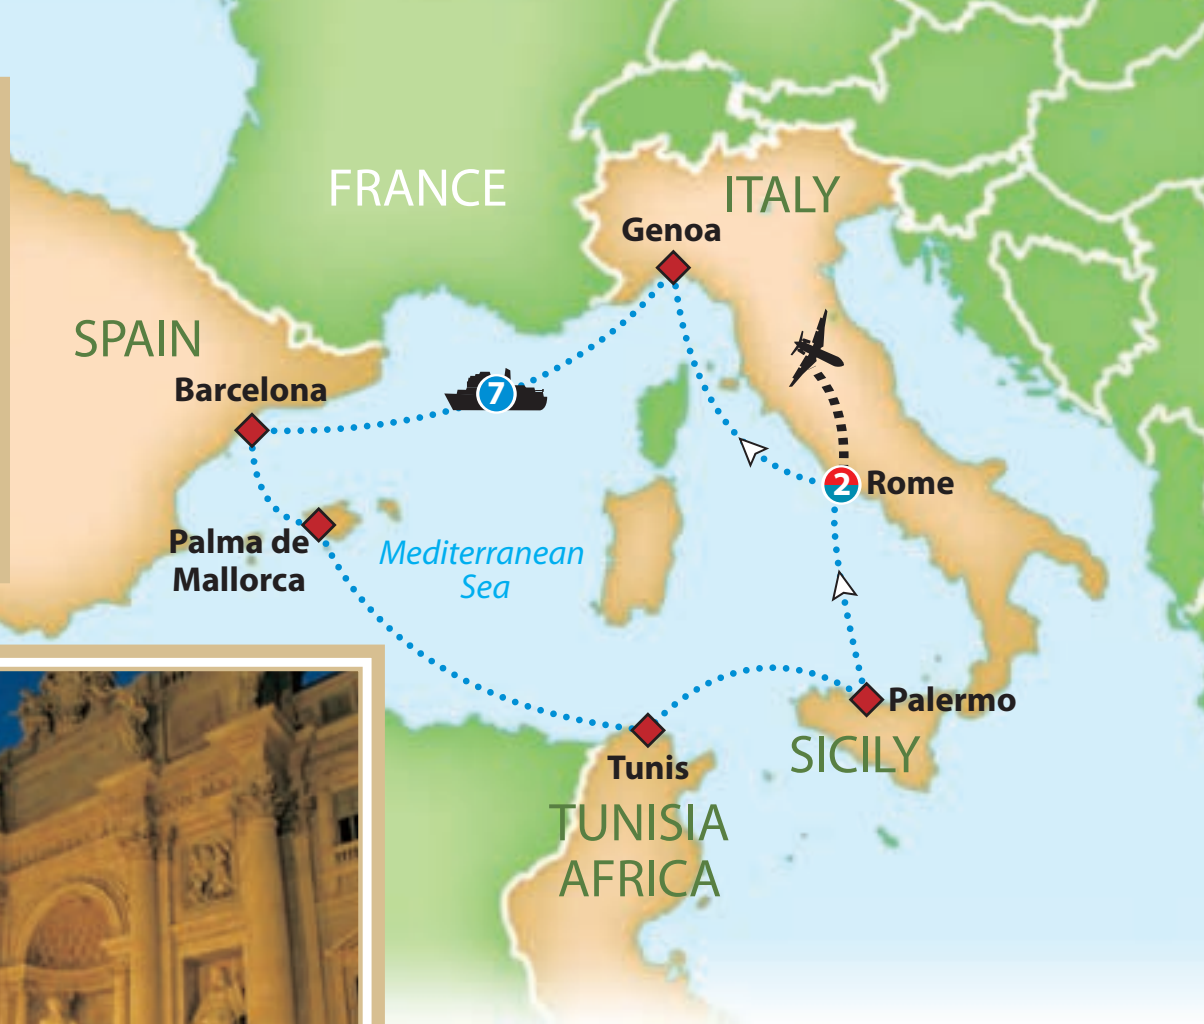 FRANCE
ITALY
Genoa
SPAIN
Barcelona
7
2
Rome
Palma de
Mallorca
Mediterranean
Sea
Palermo
SICILY
Tunis
TUNISIA
AFRICA